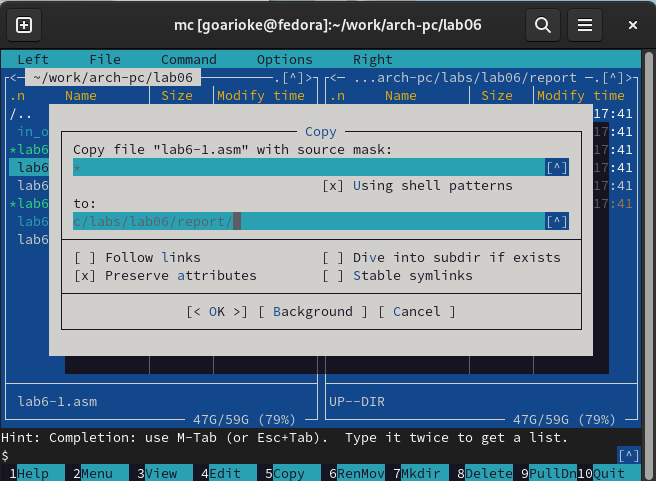 mc [goarioke@fedora]:~/work/arch-pc/lab06
Left File Command Options Right
<─ ~/work/arch-pc/lab06 ─.[^]>
<─ ...arch-pc/labs/lab06/report ─.[^]>
.n Name Size Modify time
.n Name Size Modify time
/.. 17:41
in_o 17:41
*lab6 17:41
lab6 17:41
lab6 17:41
*lab6 17:41
lab6
lab6
Copy
Copy file "lab6-1.asm" with source mask:
* [^]
[x] Using shell patterns
to:
c/labs/lab06/report/ [^]
[ ] Follow links [ ] Dive into subdir if exists
[x] Preserve attributes [ ] Stable symlinks
[< OK >] [ Background ] [ Cancel ]
lab6-1.asm UP--DIR
47G/59G (79%) 47G/59G (79%)
Hint: Completion: use M-Tab (or Esc+Tab). Type it twice to get a list.
$ [^]
1Help 2Menu 3View 4Edit 5Copy 6RenMov 7Mkdir 8Delete 9PullDn 10Quit